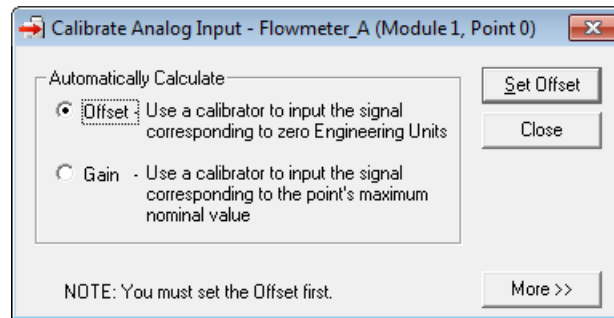 Calibrate Analog Input - Flowmeter_A (Module 1, Point 0)
Automatically Calculate
Offset - Use a calibrator to input the signal
corresponding to zero Engineering Units
Gain - Use a calibrator to input the signal
corresponding to the point's maximum
nominal value
Set Offset
Close
NOTE: You must set the Offset first.
More >>